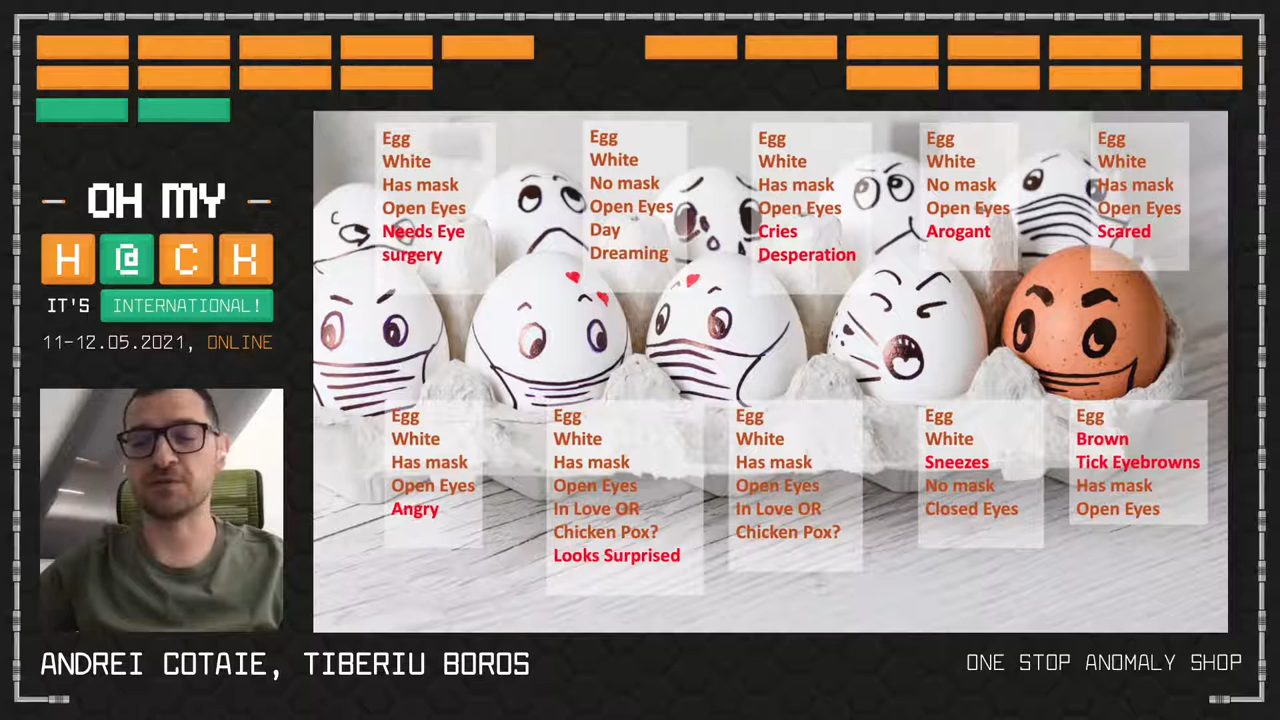 OH MY
H@CK
IT'S INTERNATIONAL!
11-12.05.2021, ONLINE
Egg
White
Has mask
Open Eyes
Needs Eye
surgery
Egg
White
No mask
Open Eyes
Day
Dreaming
Egg
White
Has mask
Open Eyes
Cries
Desperation
Egg
White
No mask
Open Eyes
Arogant
Egg
White
Has mask
Open Eyes
Scared
Egg
White
Has mask
Open Eyes
Angry
Egg
White
Has mask
Open Eyes
In Love OR
Chicken Pox?
Looks Surprised
Egg
White
Has mask
Open Eyes
In Love OR
Chicken Pox?
Egg
White
Sneezes
No mask
Closed Eyes
Egg
Brown
Tick Eyebrowns
Has mask
Open Eyes
ANDREI COTAIE, TIBERIU BOROS
ONE STOP ANOMALY SHOP